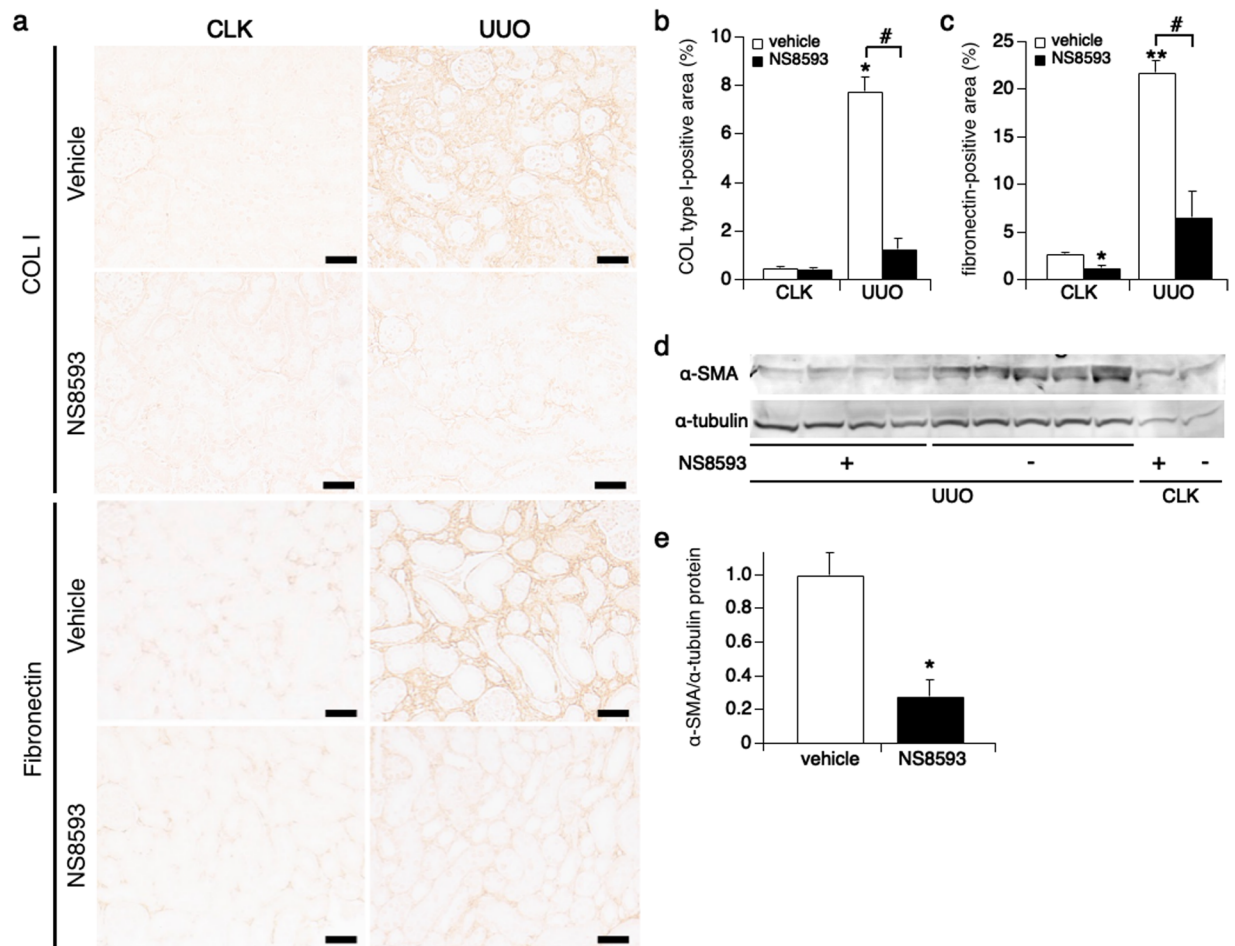 a
CLK UUO
COL I
Vehicle
NS8593
Fibronectin
Vehicle
NS8593
b
COL type I-positive area (%)
10
8
6
4
2
0
vehicle
NS8593
#
*
CLK UUO
c
fibronectin-positive area (%)
25
20
15
10
5
0
vehicle
NS8593
#
**
*
CLK UUO
d
α-SMA
α-tubulin
NS8593 + - + -
UUO CLK
e
α-SMA/α-tubulin protein
1.0
0.8
0.6
0.4
0.2
0
*
vehicle NS8593